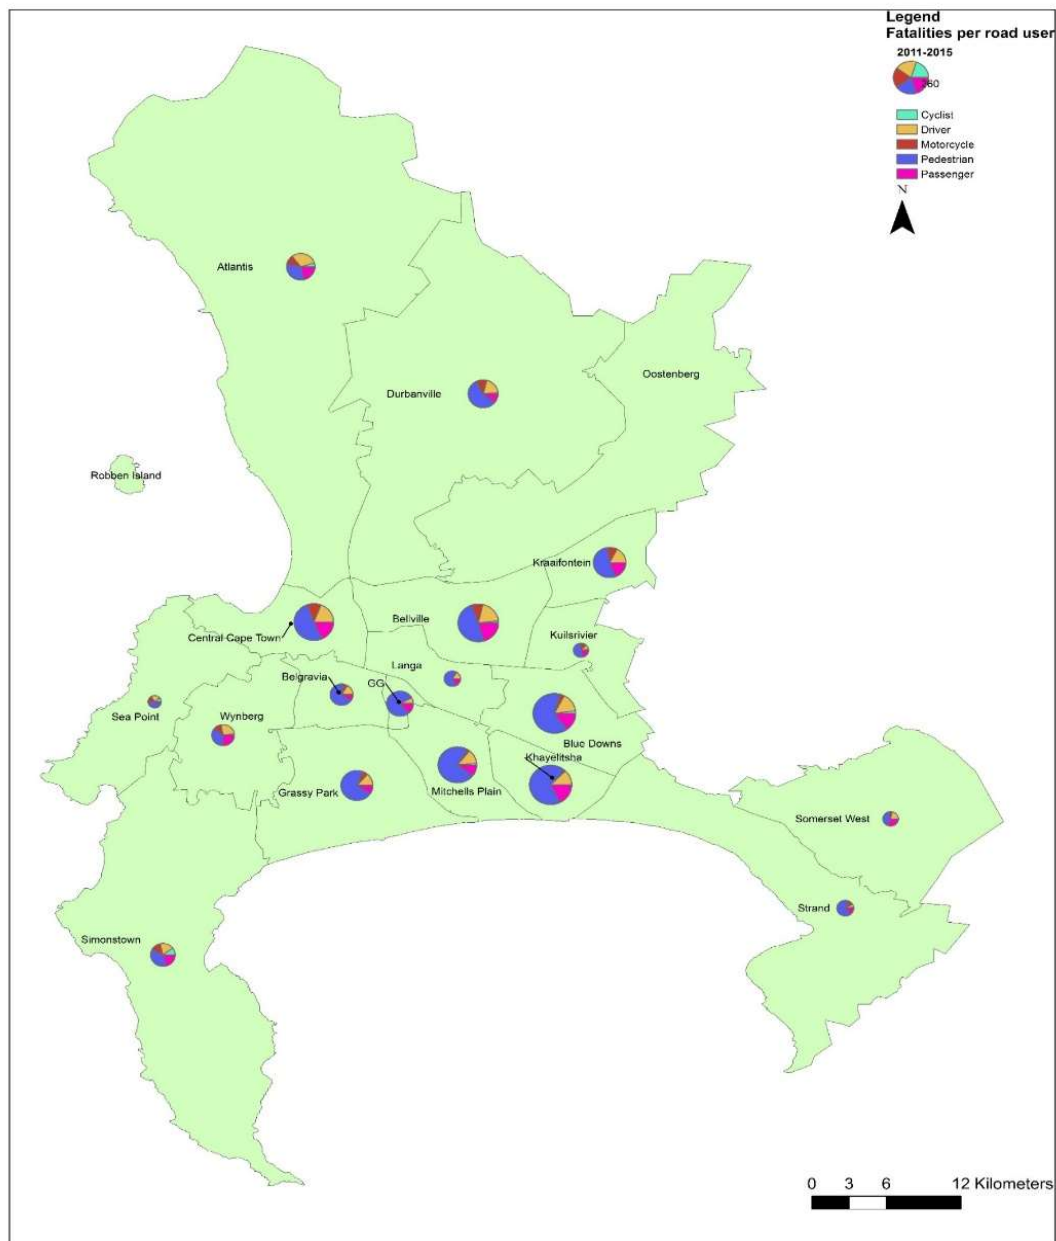 Legend
Fatalities per road user
2011-2015
260
Cyclist
Driver
Motorcycle
Pedestrian
Passenger
N
Atlantis
Oostenberg
Durbanville
Robben Island
Kraaifontein
Bellville
Central Cape Town
Kuilsrivier
Langa
Belgravia
GG
Sea Point
Wynberg
Blue Downs
Khayelitsha
Grassy Park
Mitchells Plain
Somerset West
Strand
Simonstown
0 3 6 12 Kilometers